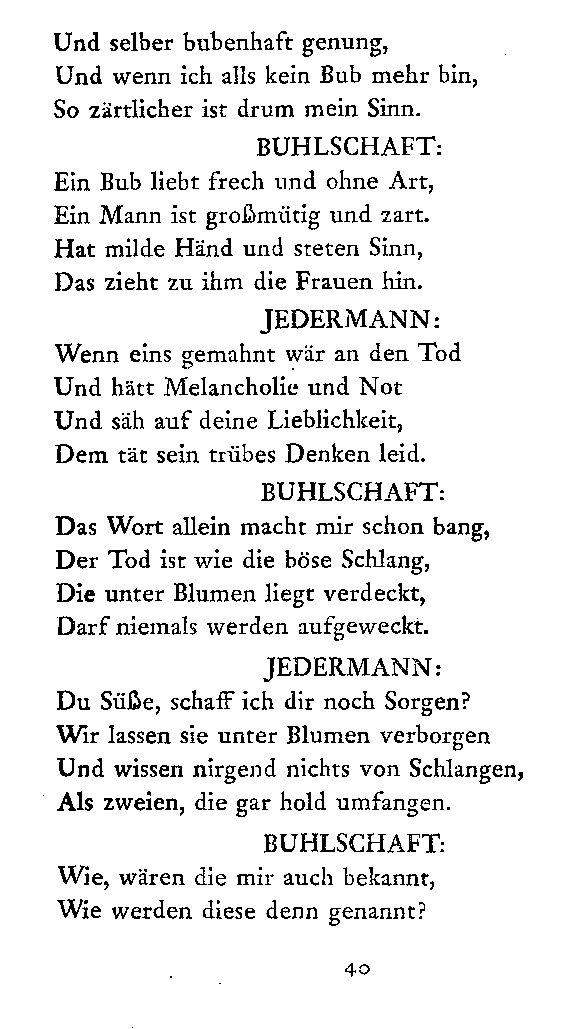 Und selber bubenhaft genung,
Und wenn ich alls kein Bub mehr bin,
So zärtlicher ist drum mein Sinn.
BUHLSCHAFT:
Ein Bub liebt frech und ohne Art,
Ein Mann ist großmütig und zart.
Hat milde Händ und steten Sinn,
Das zieht zu ihm die Frauen hin.
JEDERMANN:
Wenn eins gemahnt wär an den Tod
Und hätt Melancholie und Not
Und säh auf deine Lieblichkeit,
Dem tät sein trübes Denken leid.
BUHLSCHAFT:
Das Wort allein macht mir schon bang,
Der Tod ist wie die böse Schlang,
Die unter Blumen liegt verdeckt,
Darf niemals werden aufgeweckt.
JEDERMANN:
Du Süße, schaff ich dir noch Sorgen?
Wir lassen sie unter Blumen verborgen
Und wissen nirgend nichts von Schlangen,
Als zweien, die gar hold umfangen.
BUHLSCHAFT:
Wie, wären die mir auch bekannt,
Wie werden diese denn genannt?
40